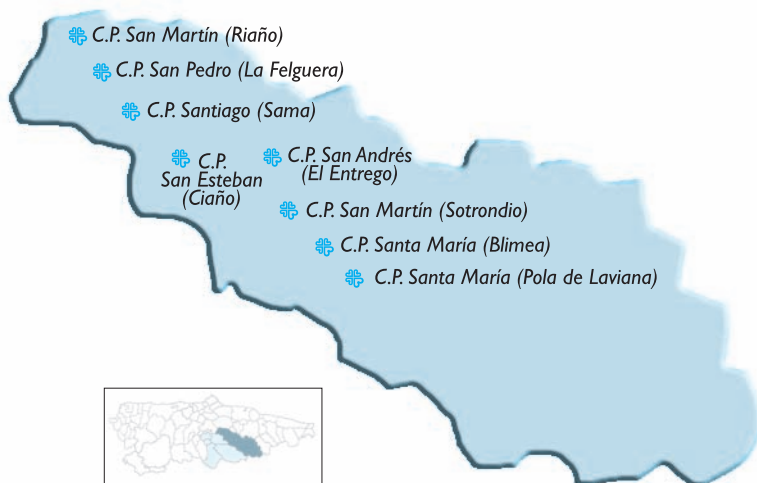 C.P. San Martín (Riaño)
C.P. San Pedro (La Felguera)
C.P. Santiago (Sama)
C.P.
San Esteban
(Ciaño)
C.P. San Andrés
(El Entrego)
C.P. San Martín (Sotrondio)
C.P. Santa María (Blimea)
C.P. Santa María (Pola de Laviana)